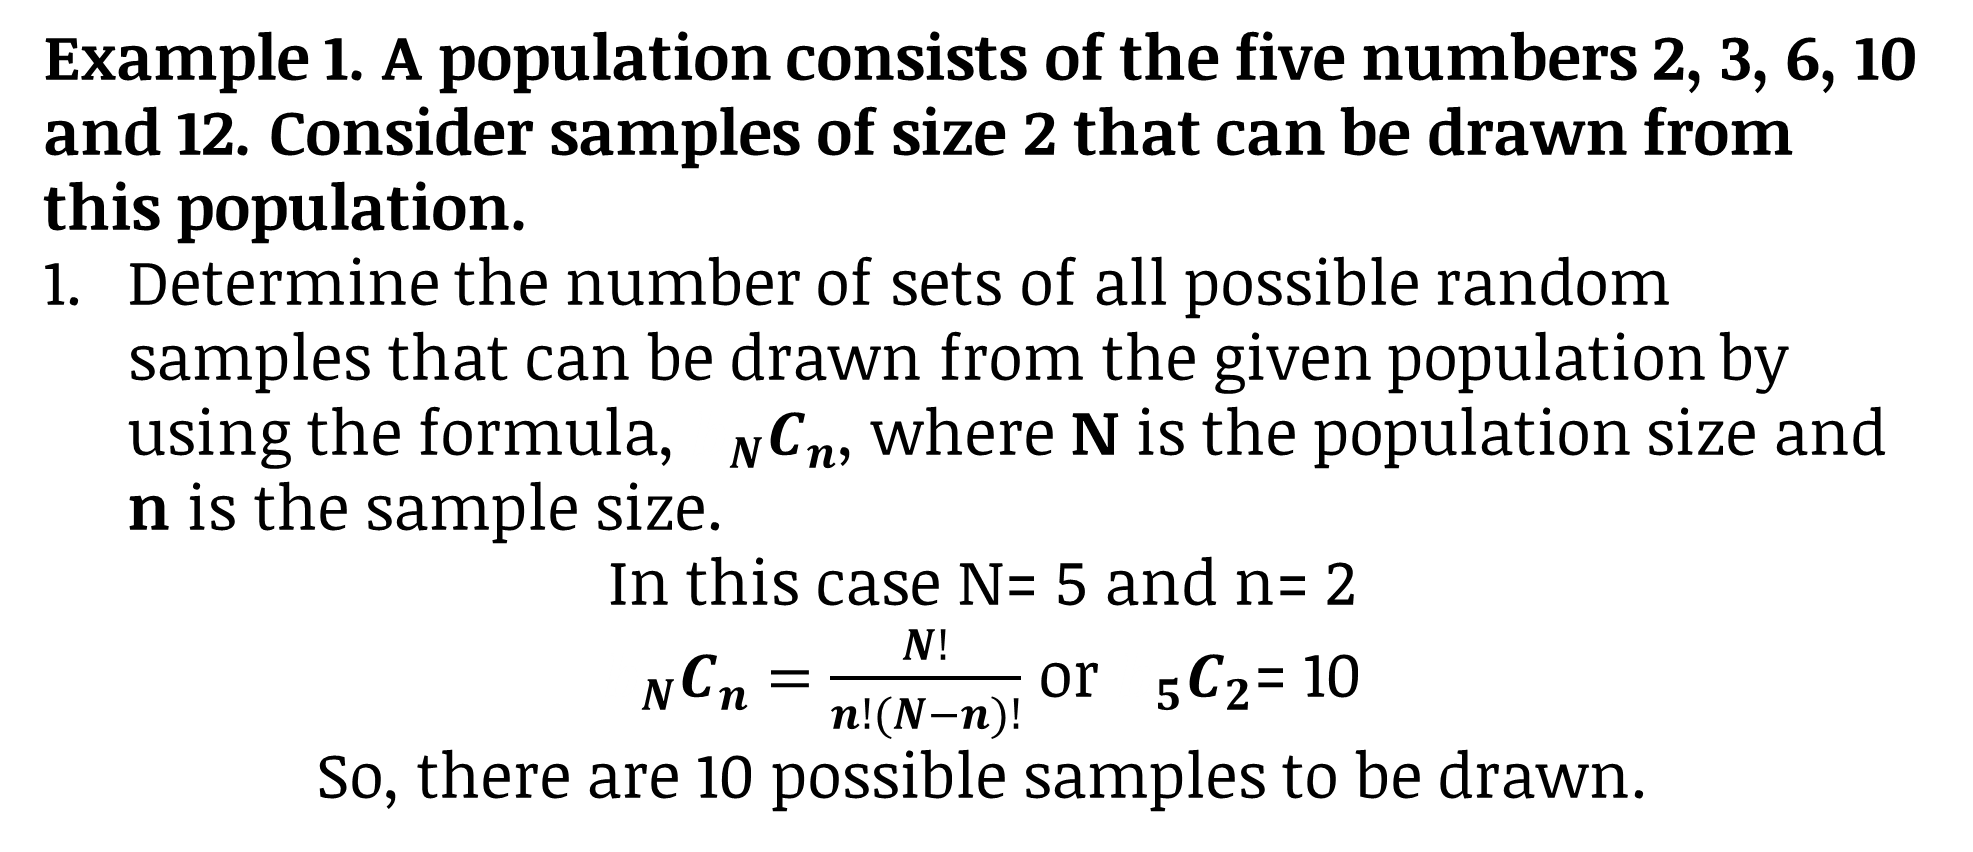 Example 1. A population consists of the five numbers 2, 3, 6, 10
and 12. Consider samples of size 2 that can be drawn from
this population.
1. Determine the number of sets of all possible random
samples that can be drawn from the given population by
using the formula, NCn, where N is the population size and
n is the sample size.
In this case N= 5 and n= 2
NCn = N!/n!(N−n)! or 5C2= 10
So, there are 10 possible samples to be drawn.